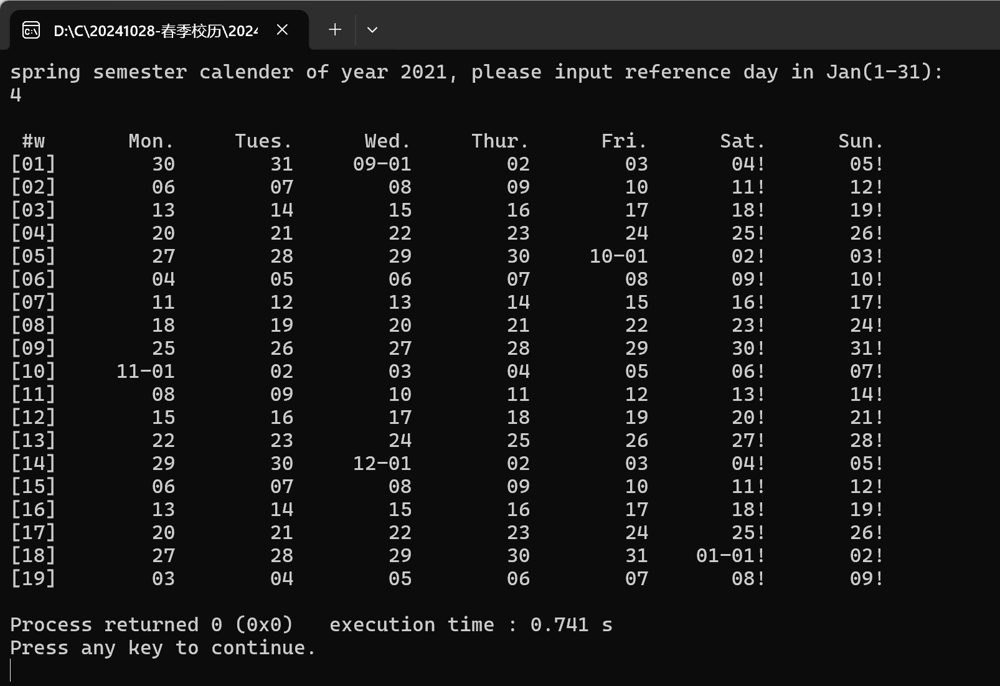 D:\C\20241028-春季校历\2024
spring semester calender of year 2021, please input reference day in Jan(1-31):
4
#w Mon. Tues. Wed. Thur. Fri. Sat. Sun.
[01] 30 31 09-01 02 03 04! 05!
[02] 06 07 08 09 10 11! 12!
[03] 13 14 15 16 17 18! 19!
[04] 20 21 22 23 24 25! 26!
[05] 27 28 29 30 10-01 02! 03!
[06] 04 05 06 07 08 09! 10!
[07] 11 12 13 14 15 16! 17!
[08] 18 19 20 21 22 23! 24!
[09] 25 26 27 28 29 30! 31!
[10] 11-01 02 03 04 05 06! 07!
[11] 08 09 10 11 12 13! 14!
[12] 15 16 17 18 19 20! 21!
[13] 22 23 24 25 26 27! 28!
[14] 29 30 12-01 02 03 04! 05!
[15] 06 07 08 09 10 11! 12!
[16] 13 14 15 16 17 18! 19!
[17] 20 21 22 23 24 25! 26!
[18] 27 28 29 30 31 01-01! 02!
[19] 03 04 05 06 07 08! 09!
Process returned 0 (0x0) execution time : 0.741 s
Press any key to continue.